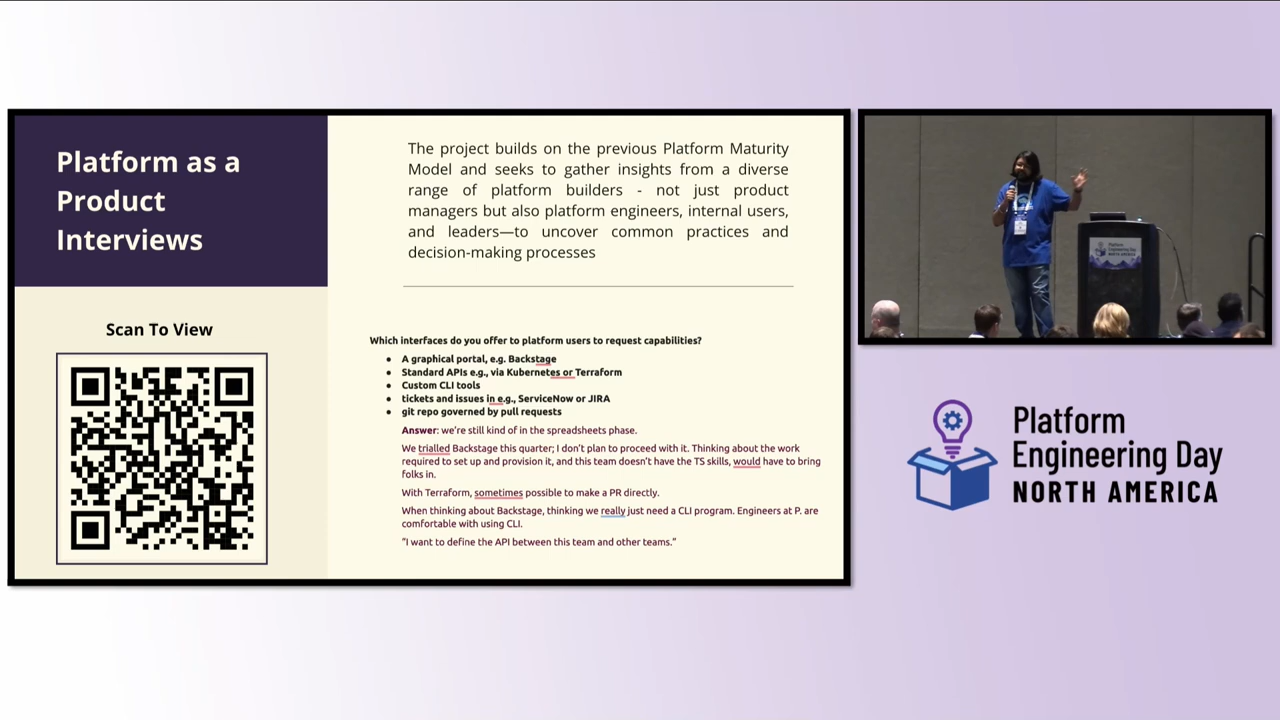 Platform as a
Product
Interviews
Scan To View
The project builds on the previous Platform Maturity
Model and seeks to gather insights from a diverse
range of platform builders - not just product
managers but also platform engineers, internal users,
and leaders—to uncover common practices and
decision-making processes
Which interfaces do you offer to platform users to request capabilities?
● A graphical portal, e.g. Backstage
● Standard APIs e.g., via Kubernetes or Terraform
● Custom CLI tools
● tickets and issues in e.g., ServiceNow or JIRA
● git repo governed by pull requests
Answer: we're still kind of in the spreadsheets phase.
We trialled Backstage this quarter; I don't plan to proceed with it. Thinking about the work
required to set up and provision it, and this team doesn't have the TS skills, would have to bring
folks in.
With Terraform, sometimes possible to make a PR directly.
When thinking about Backstage, thinking we really just need a CLI program. Engineers at P. are
comfortable with using CLI.
"I want to define the API between this team and other teams."
Platform
Engineering Day
NORTH AMERICA
Platform
Engineering Day
NORTH AMERICA